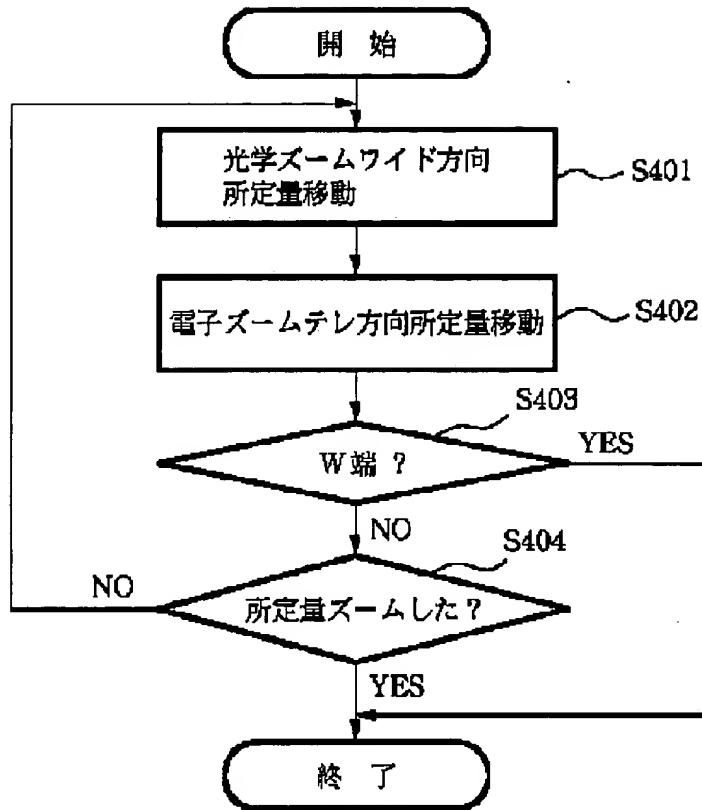 開始
光学ズームワイド方向
所定量移動
S401
電子ズームテレ方向所定量移動
S402
S403
W端？
YES
NO
S404
NO
所定量ズームした？
YES
終了